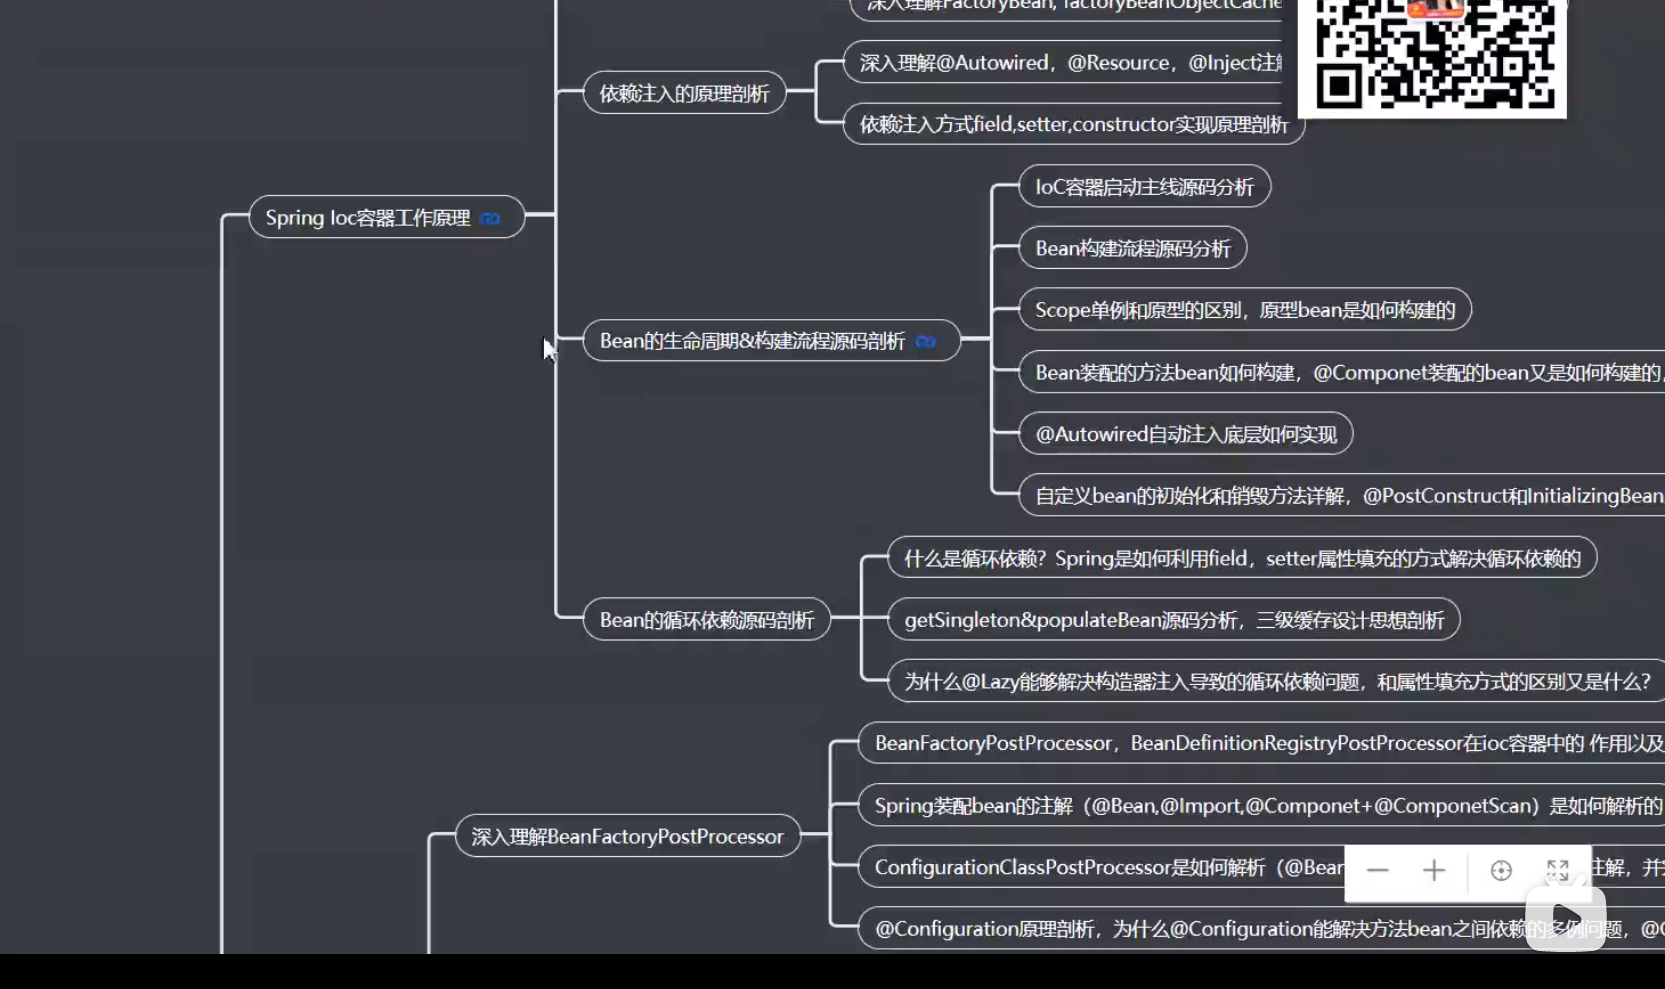 深入理解FactoryBean, factoryBeanObjectCache
深入理解@Autowired，@Resource，@Inject注解
依赖注入的原理剖析
依赖注入方式field,setter,constructor实现原理剖析
IoC容器启动主线源码分析
Spring Ioc容器工作原理
Bean构建流程源码分析
Scope单例和原型的区别，原型bean是如何构建的
Bean的生命周期&构建流程源码剖析
Bean装配的方法bean如何构建，@Componet装配的bean又是如何构建的，
@Autowired自动注入底层如何实现
自定义bean的初始化和销毁方法详解，@PostConstruct和InitializingBean
什么是循环依赖？Spring是如何利用field，setter属性填充的方式解决循环依赖的
Bean的循环依赖源码剖析
getSingleton&populateBean源码分析，三级缓存设计思想剖析
为什么@Lazy能够解决构造器注入导致的循环依赖问题，和属性填充方式的区别又是什么？
BeanFactoryPostProcessor，BeanDefinitionRegistryPostProcessor在ioc容器中的 作用以及
Spring装配bean的注解（@Bean,@Import,@Componet+@ComponetScan）是如何解析的
深入理解BeanFactoryPostProcessor
ConfigurationClassPostProcessor是如何解析（@Bean 注解，并
@Configuration原理剖析，为什么@Configuration能解决方法bean之间依赖的多例问题，